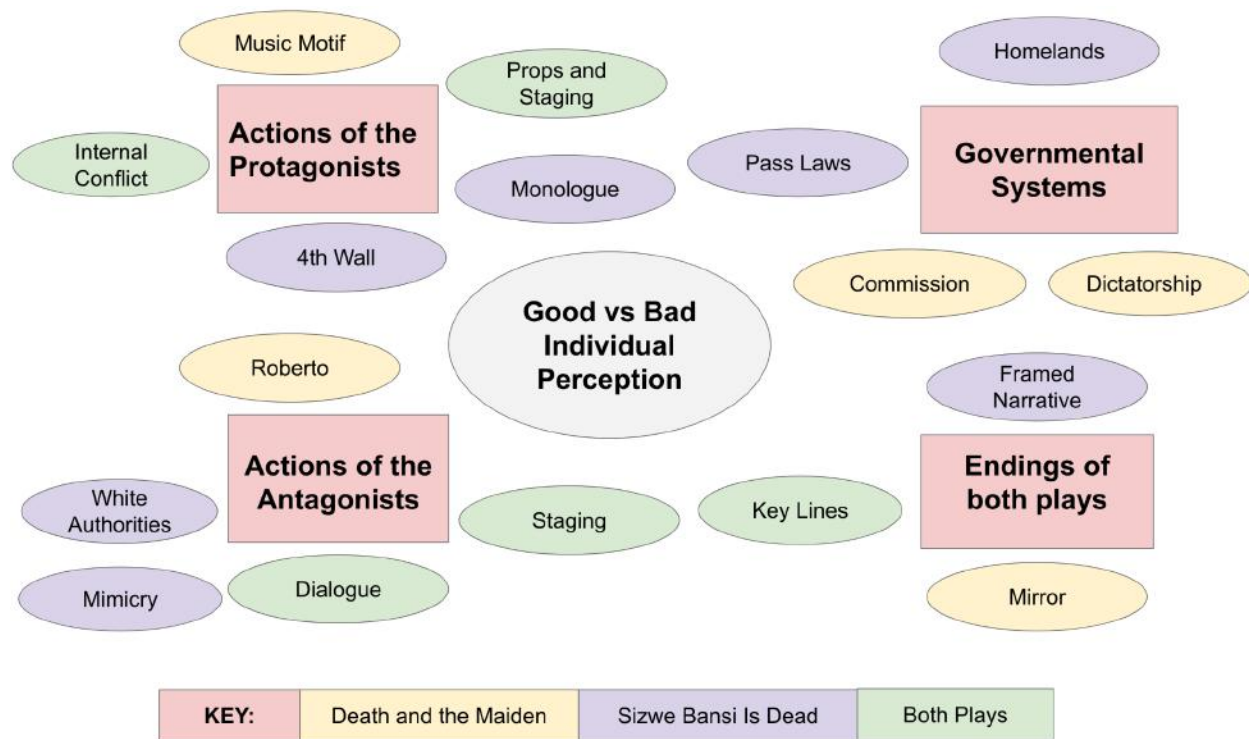 Music Motif
Homelands
Props and
Staging
Actions of the
Protagonists
Internal
Conflict
Monologue
Pass Laws
Governmental
Systems
4th Wall
Commission
Dictatorship
Good vs Bad
Individual
Perception
Roberto
Framed
Narrative
Actions of the
Antagonists
White
Authorities
Staging
Key Lines
Endings of
both plays
Mimicry
Dialogue
Mirror
KEY:
Death and the Maiden
Sizwe Bansi Is Dead
Both Plays